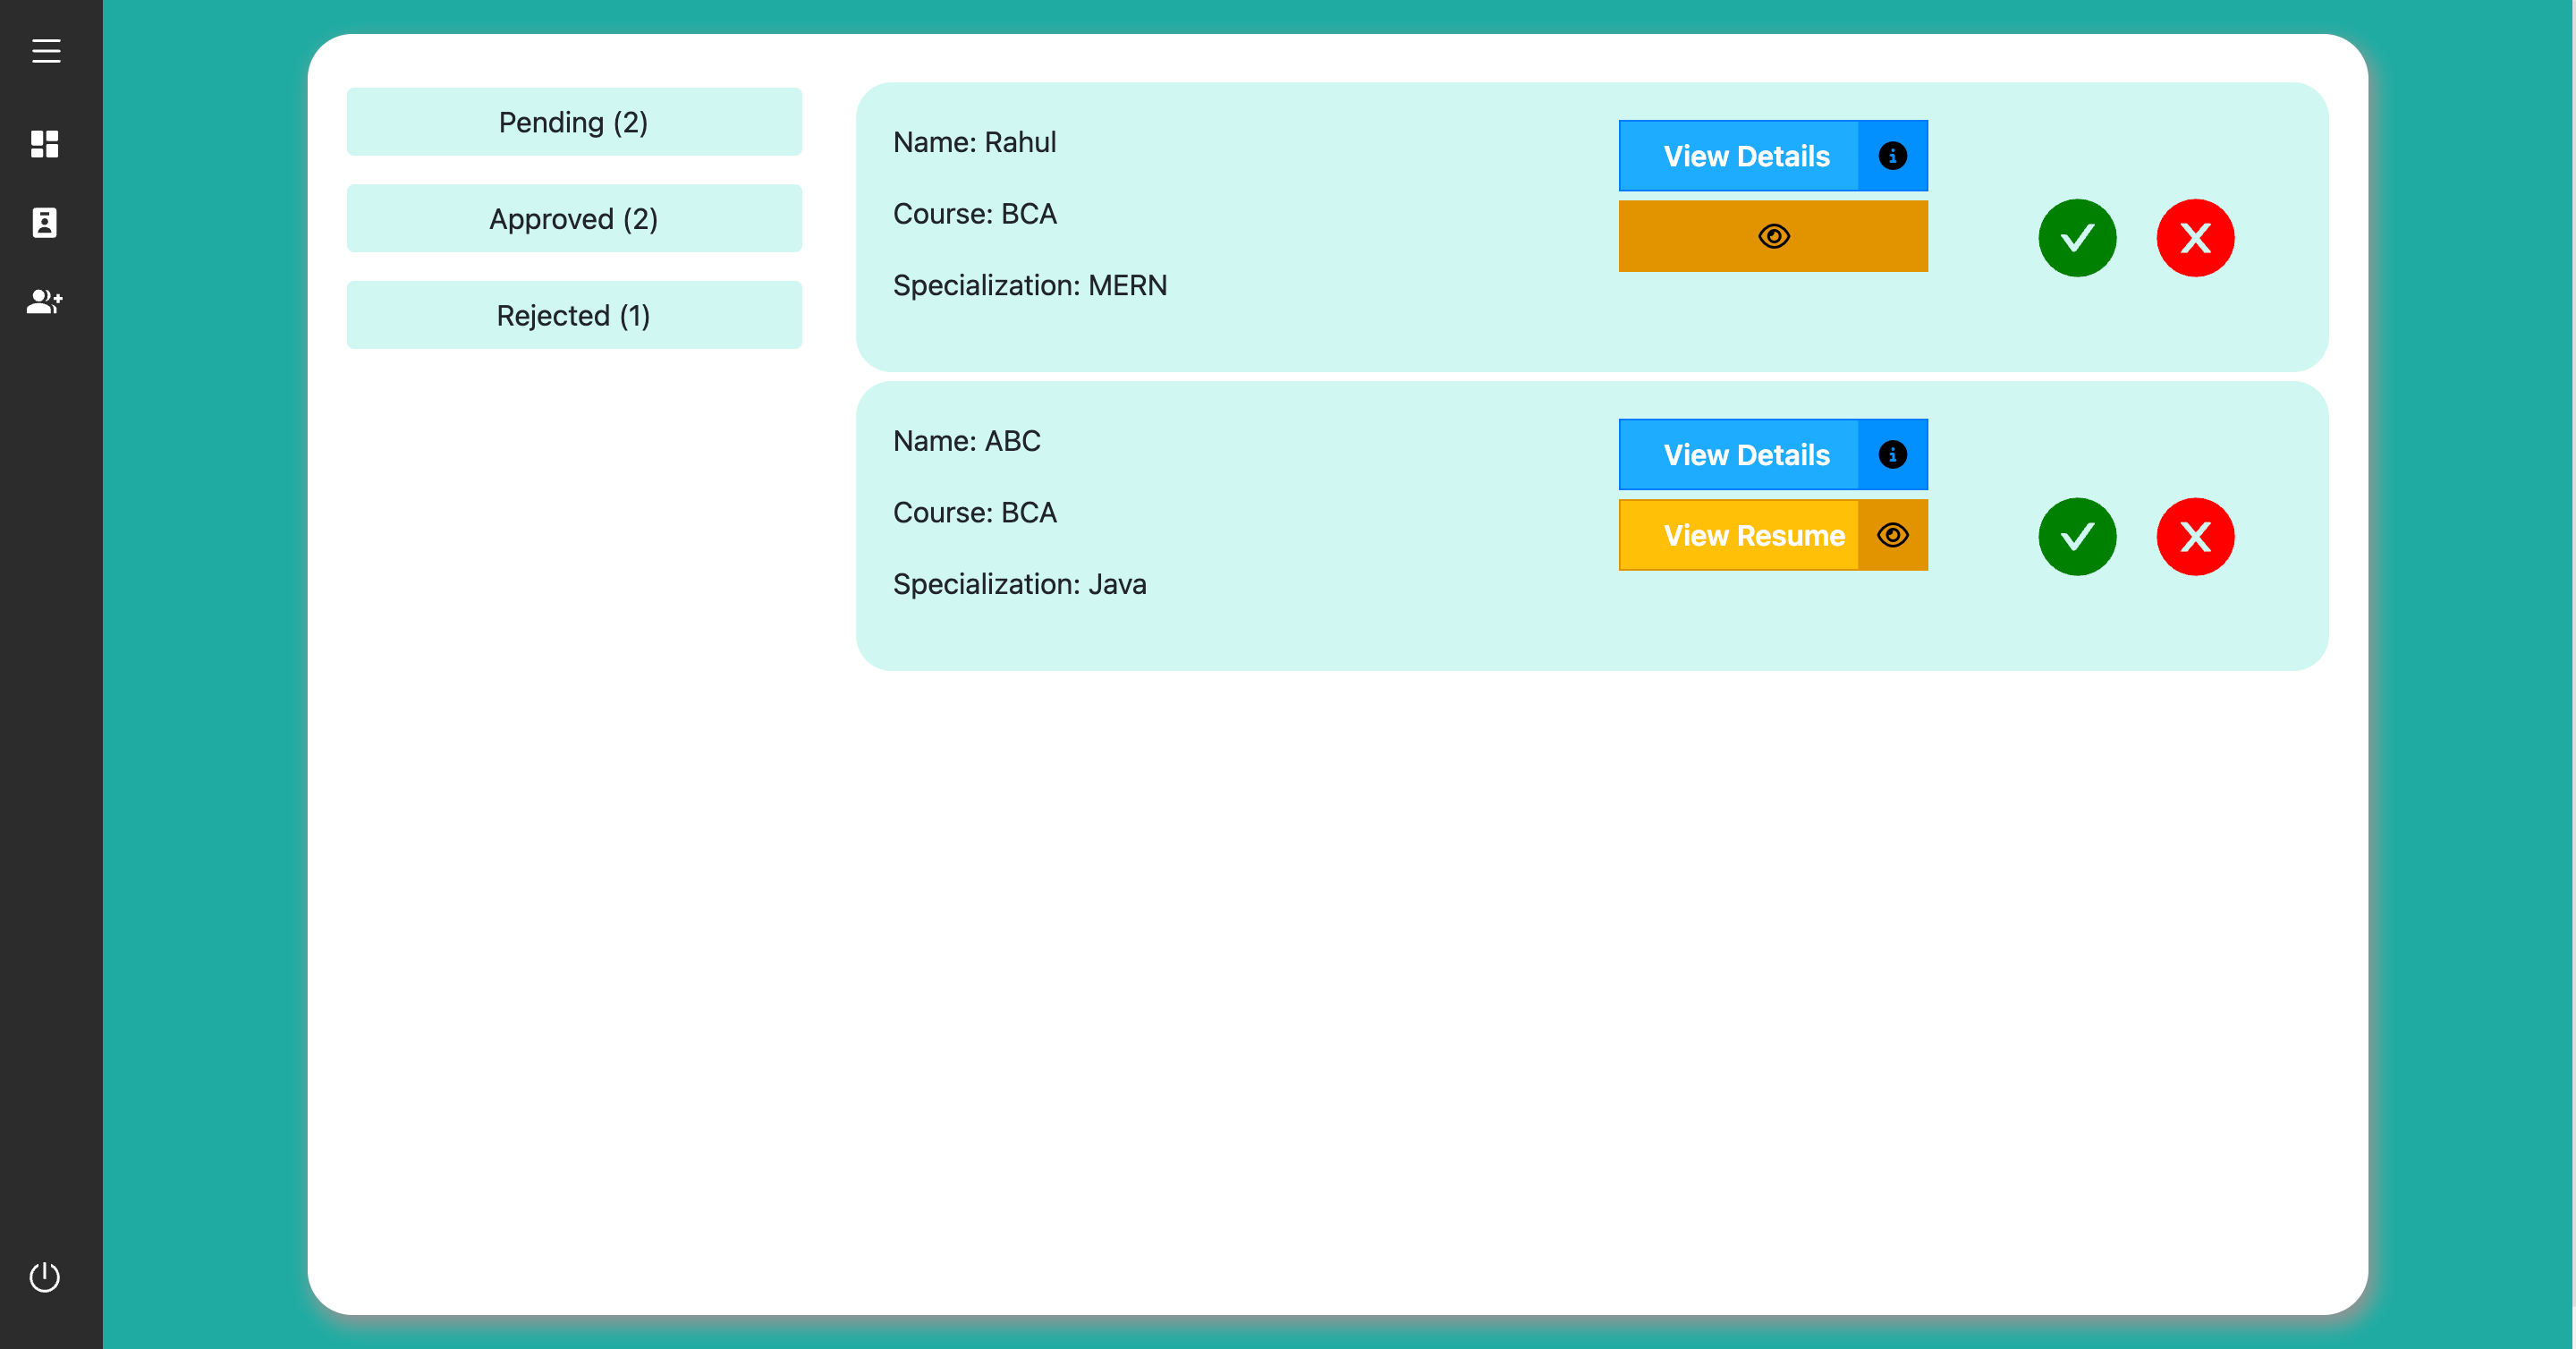 Pending (2)
Approved (2)
Rejected (1)
Name: Rahul
Course: BCA
Specialization: MERN
View Details
Name: ABC
Course: BCA
Specialization: Java
View Details
View Resume